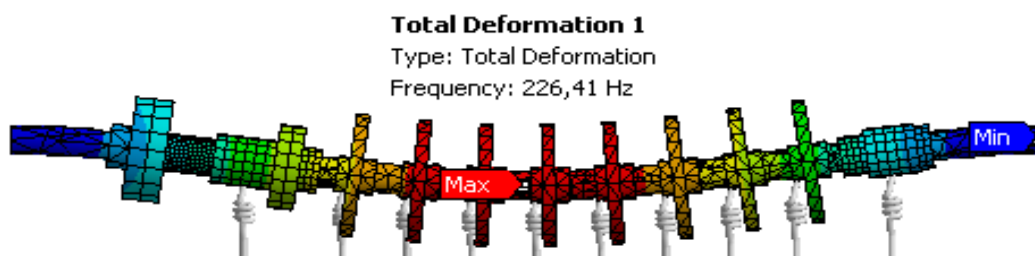 Total Deformation 1
Type: Total Deformation
Frequency: 226,41 Hz
Min
Max